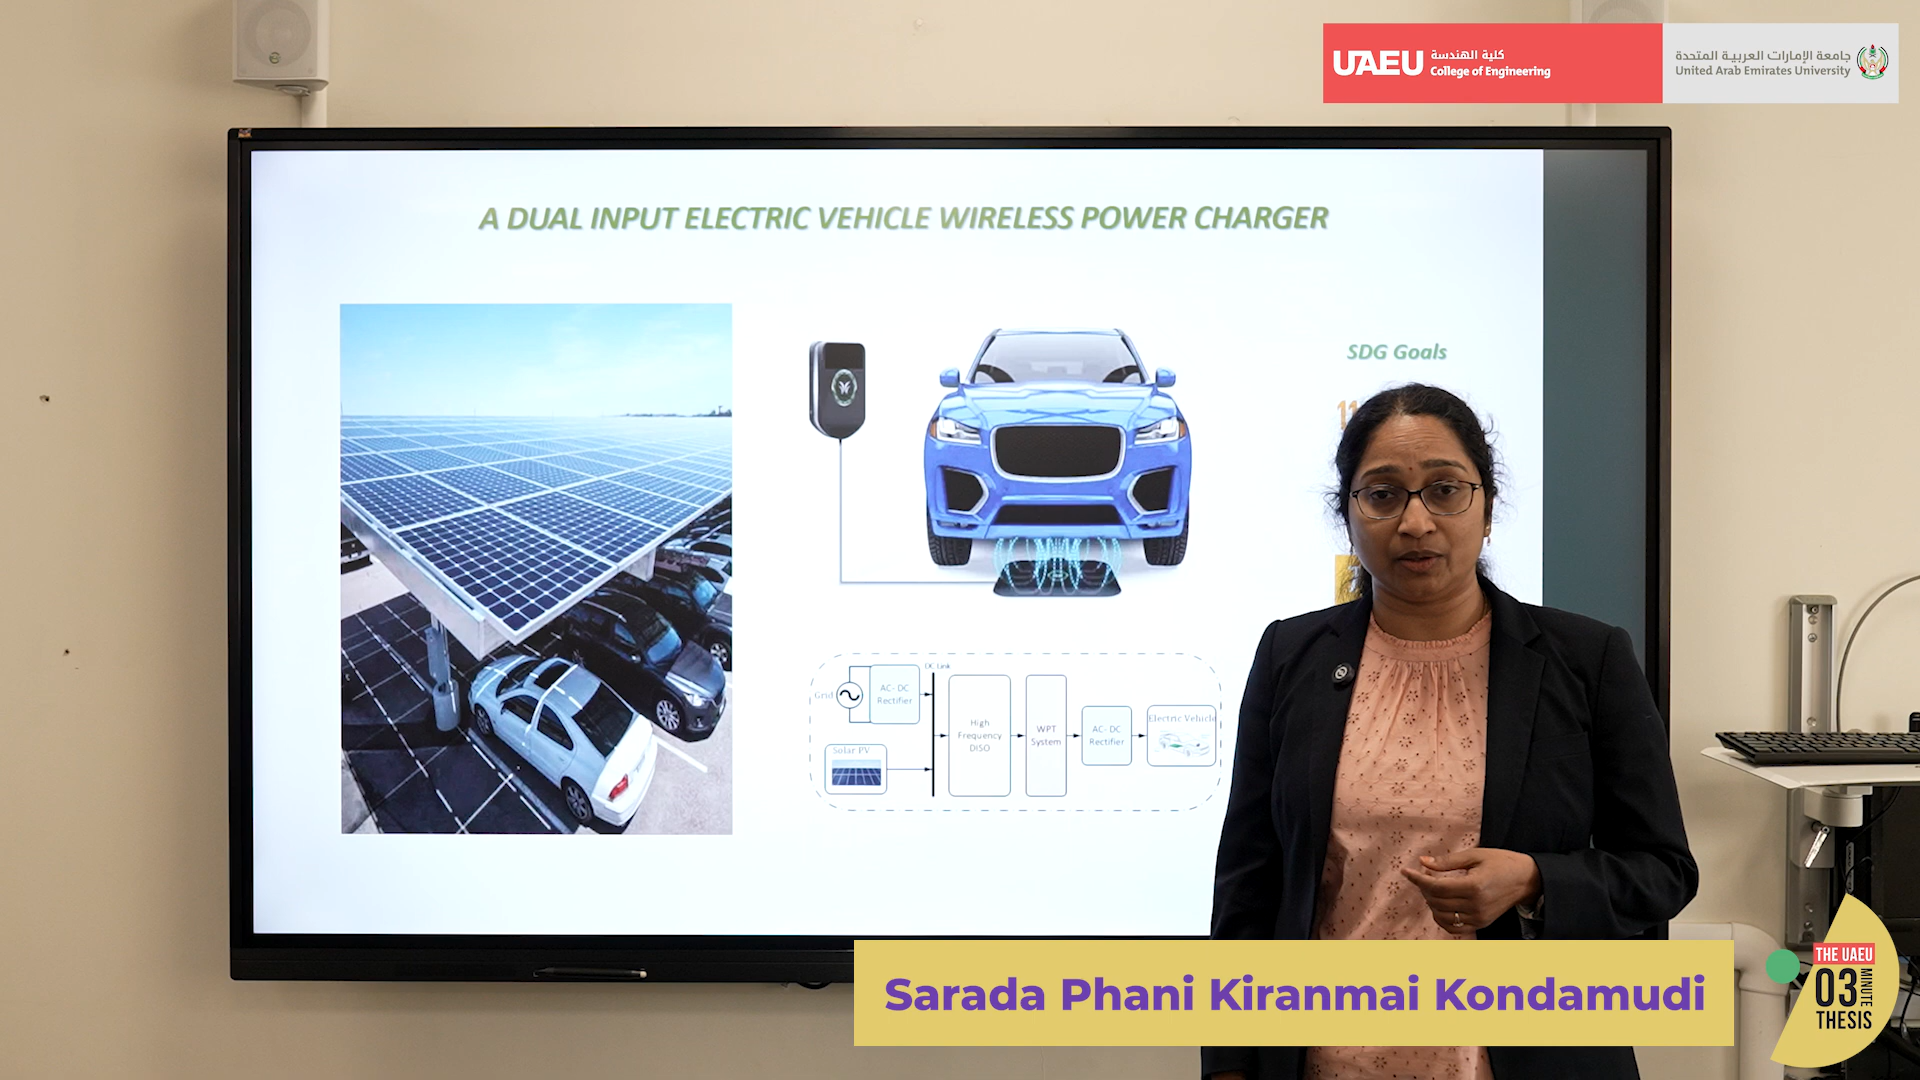 UAEU
كلية الهندسة
College of Engineering
جامعة الإمارات العربية المتحدة
United Arab Emirates University
A DUAL INPUT ELECTRIC VEHICLE WIRELESS POWER CHARGER
SDG Goals
11
DC Link
Grid
AC- DC
Rectifier
Solar PV
High
Frequency
DISO
WPT
System
AC- DC
Rectifier
Electric Vehicle
Sarada Phani Kiranmai Kondamudi
THE UAEU
03
MINUTE
THESIS